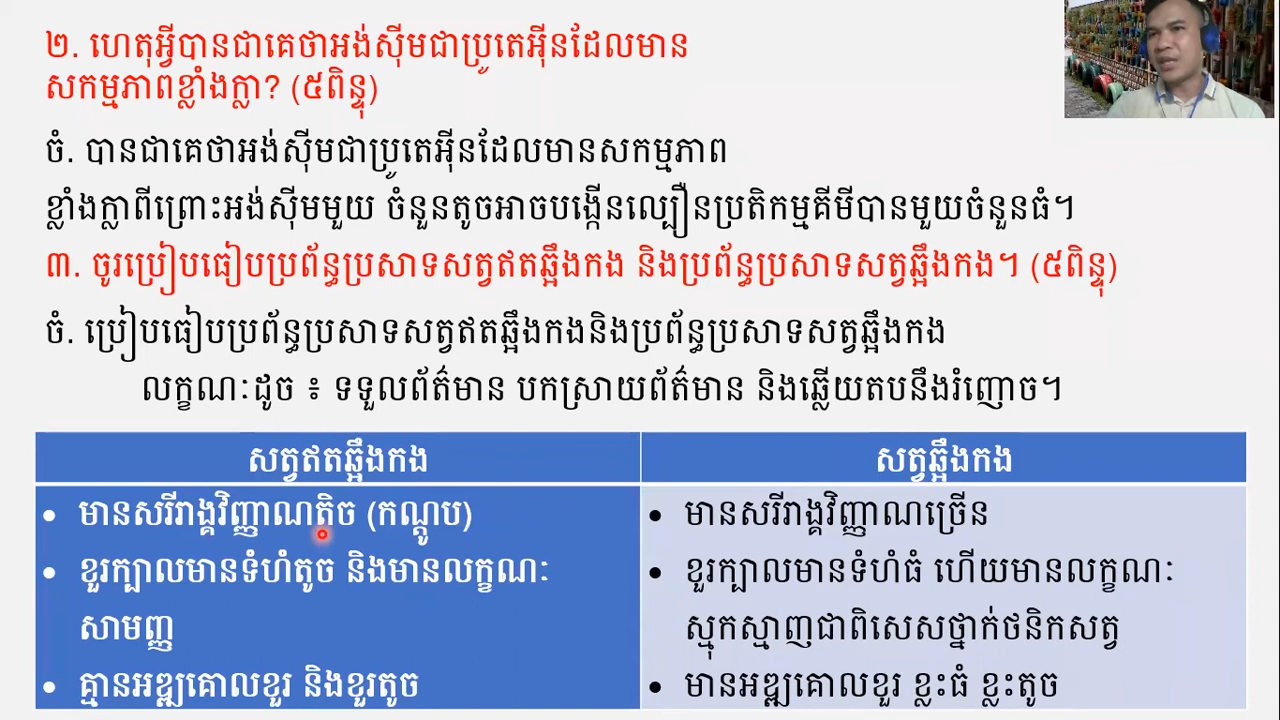 ២. ហេតុអ្វីបានជាគេថាអង់ស៊ីមជាប្រូតេអ៊ីនដែលមាន
សកម្មភាពខ្លាំងក្លា? (៥ពិន្ទុ)
ចំ. បានជាគេថាអង់ស៊ីមជាប្រូតេអ៊ីនដែលមានសកម្មភាព
ខ្លាំងក្លាពីព្រោះអង់ស៊ីមមួយ ចំនួនតូចអាចបង្កើនល្បឿនប្រតិកម្មគីមីបានមួយចំនួនធំ។
៣. ចូរប្រៀបធៀបប្រព័ន្ធប្រសាទសត្វឥតឆ្អឹងកង និងប្រព័ន្ធប្រសាទសត្វឆ្អឹងកង។ (៥ពិន្ទុ)
ចំ. ប្រៀបធៀបប្រព័ន្ធប្រសាទសត្វឥតឆ្អឹងកងនិងប្រព័ន្ធប្រសាទសត្វឆ្អឹងកង
លក្ខណៈដូច ៖ ទទួលព័ត៌មាន បកស្រាយព័ត៌មាន និងឆ្លើយតបនឹងរំញោច។
សត្វឥតឆ្អឹងកង
• មានសរីរាង្គវិញ្ញាណតិច (កណ្ដូប)
• ខួរក្បាលមានទំហំតូច និងមានលក្ខណៈ
សាមញ្ញ
• គ្មានអឌ្ឍគោលខួរ និងខួរតូច
សត្វឆ្អឹងកង
• មានសរីរាង្គវិញ្ញាណច្រើន
• ខួរក្បាលមានទំហំធំ ហើយមានលក្ខណៈ
ស្មុកស្មាញជាពិសេសថ្នាក់ថនិកសត្វ
• មានអឌ្ឍគោលខួរ ខ្លះធំ ខ្លះតូច